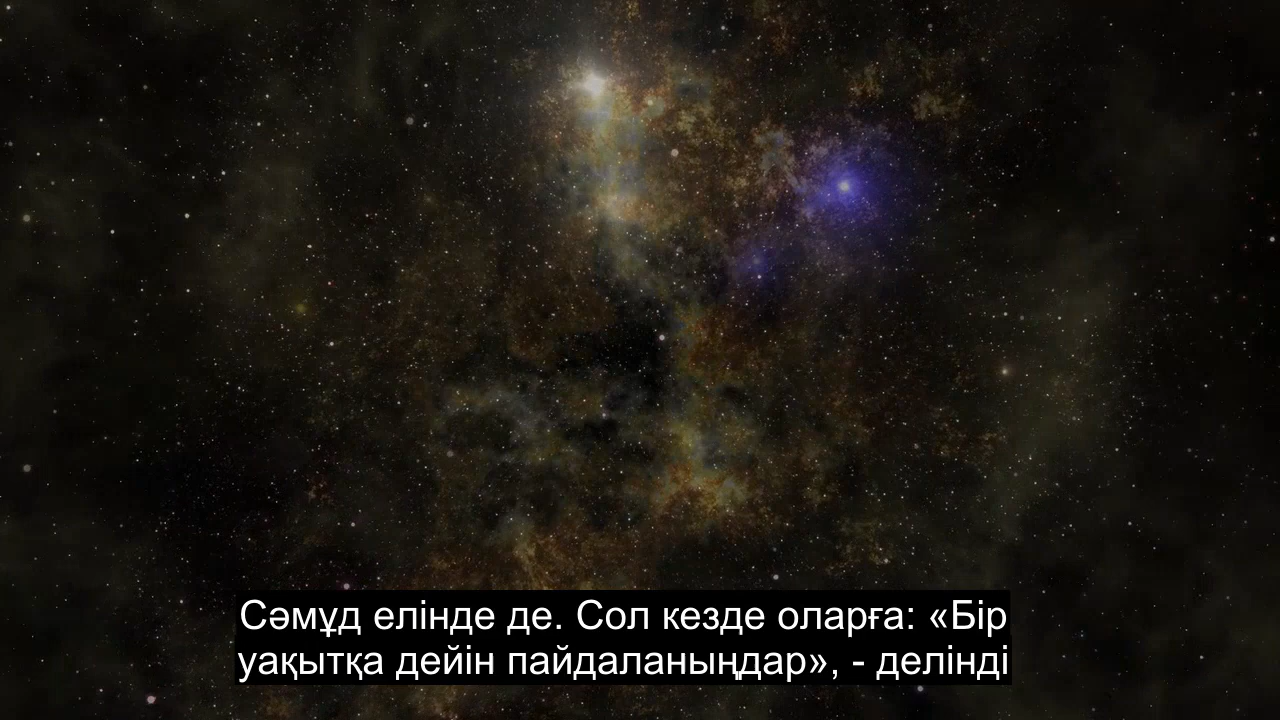 Сәмұд елінде де. Сол кезде оларға: «Бір
уақытқа дейін пайдаланыңдар», - делінді